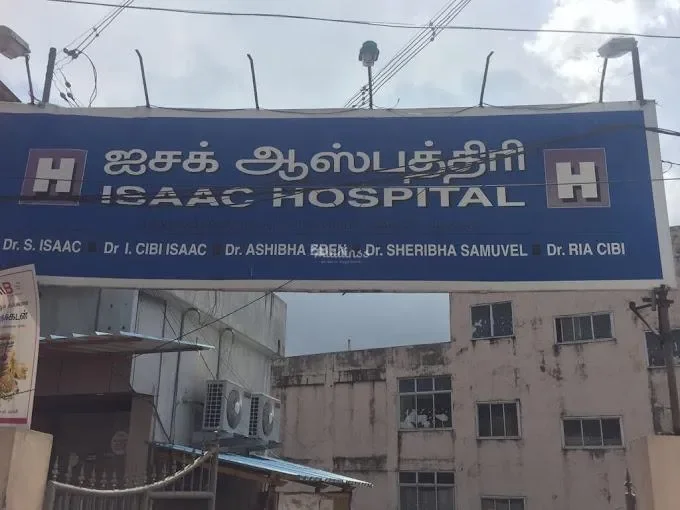 ஐசக் ஆஸ்பத்திரி
H ISAAC HOSPITAL H
Dr. S. ISAAC ■ Dr I. CIBI ISAAC ■ Dr. ASHIBHA EBEN ■ Dr. SHERIBHA SAMUVEL ■ Dr. RIA CIBI